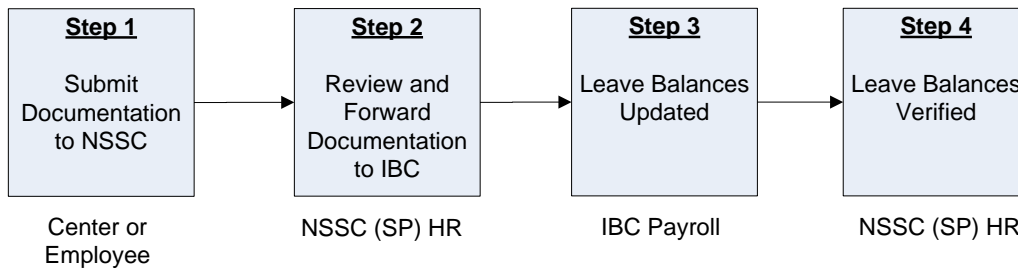 Step 1
Submit
Documentation
to NSSC
Center or
Employee
Step 2
Review and
Forward
Documentation
to IBC
NSSC (SP) HR
Step 3
Leave Balances
Updated
IBC Payroll
Step 4
Leave Balances
Verified
NSSC (SP) HR